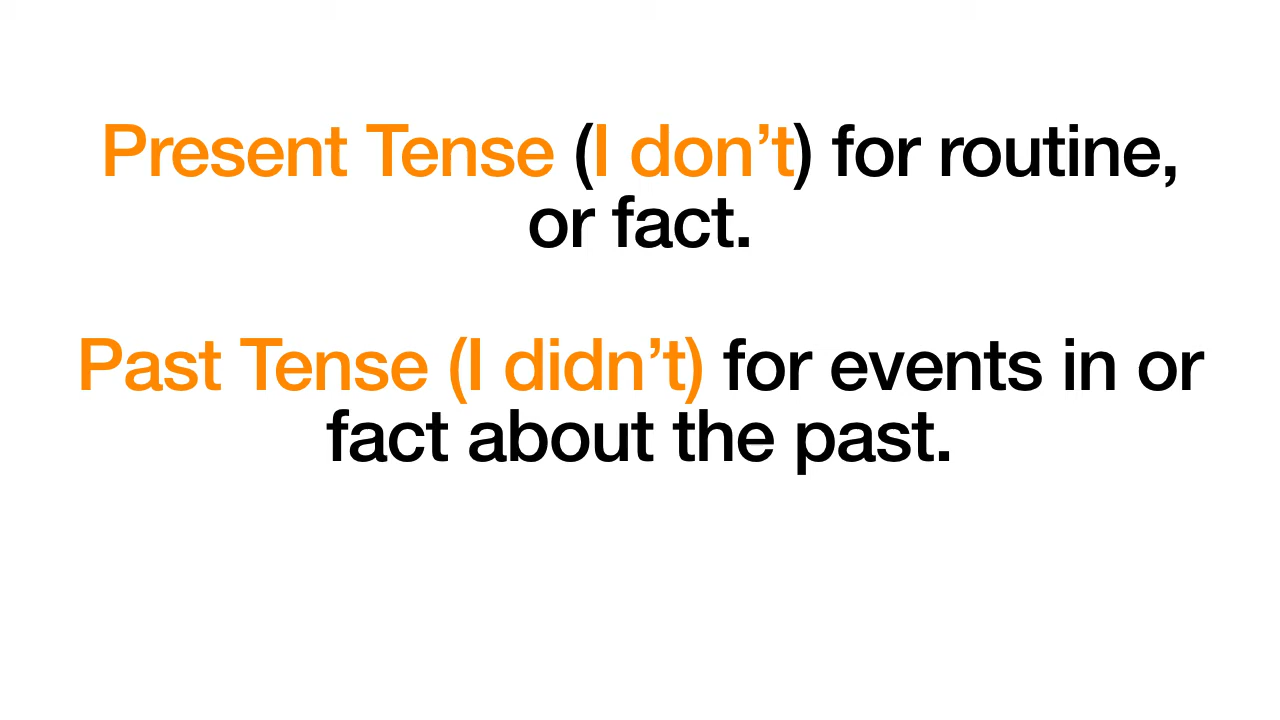 Present Tense (I don’t) for routine,
or fact.
Past Tense (I didn’t) for events in or
fact about the past.